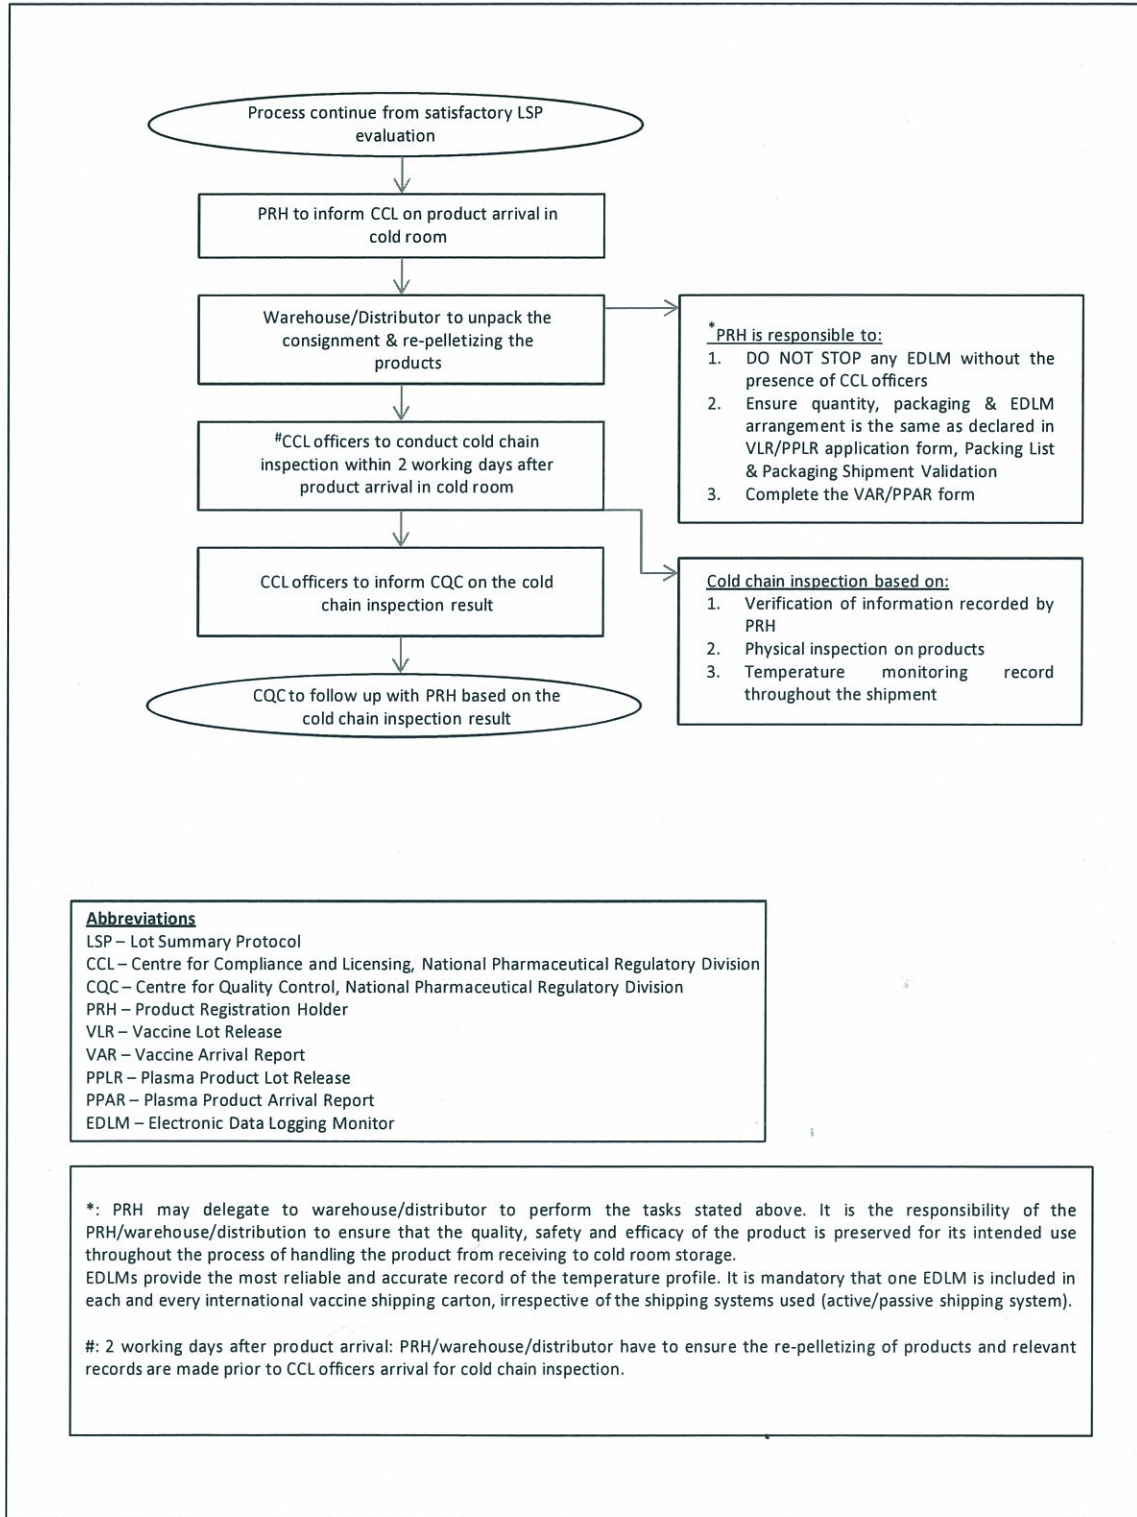 Process continue from satisfactory LSP
evaluation
PRH to inform CCL on product arrival in
cold room
Warehouse/Distributor to unpack the
consignment & re-pelletizing the
products
*PRH is responsible to:
1. DO NOT STOP any EDLM without the
presence of CCL officers
2. Ensure quantity, packaging & EDLM
arrangement is the same as declared in
VLR/PPLR application form, Packing List
& Packaging Shipment Validation
3. Complete the VAR/PPAR form
#CCL officers to conduct cold chain
inspection within 2 working days after
product arrival in cold room
CCL officers to inform CQC on the cold
chain inspection result
Cold chain inspection based on:
1. Verification of information recorded by
PRH
2. Physical inspection on products
3. Temperature monitoring record
throughout the shipment
CQC to follow up with PRH based on the
cold chain inspection result
Abbreviations
LSP – Lot Summary Protocol
CCL – Centre for Compliance and Licensing, National Pharmaceutical Regulatory Division
CQC – Centre for Quality Control, National Pharmaceutical Regulatory Division
PRH – Product Registration Holder
VLR – Vaccine Lot Release
VAR – Vaccine Arrival Report
PPLR – Plasma Product Lot Release
PPAR – Plasma Product Arrival Report
EDLM – Electronic Data Logging Monitor
*: PRH may delegate to warehouse/distributor to perform the tasks stated above. It is the responsibility of the
PRH/warehouse/distribution to ensure that the quality, safety and efficacy of the product is preserved for its intended use
throughout the process of handling the product from receiving to cold room storage.
EDLMs provide the most reliable and accurate record of the temperature profile. It is mandatory that one EDLM is included in
each and every international vaccine shipping carton, irrespective of the shipping systems used (active/passive shipping system).
#: 2 working days after product arrival: PRH/warehouse/distributor have to ensure the re-pelletizing of products and relevant
records are made prior to CCL officers arrival for cold chain inspection.